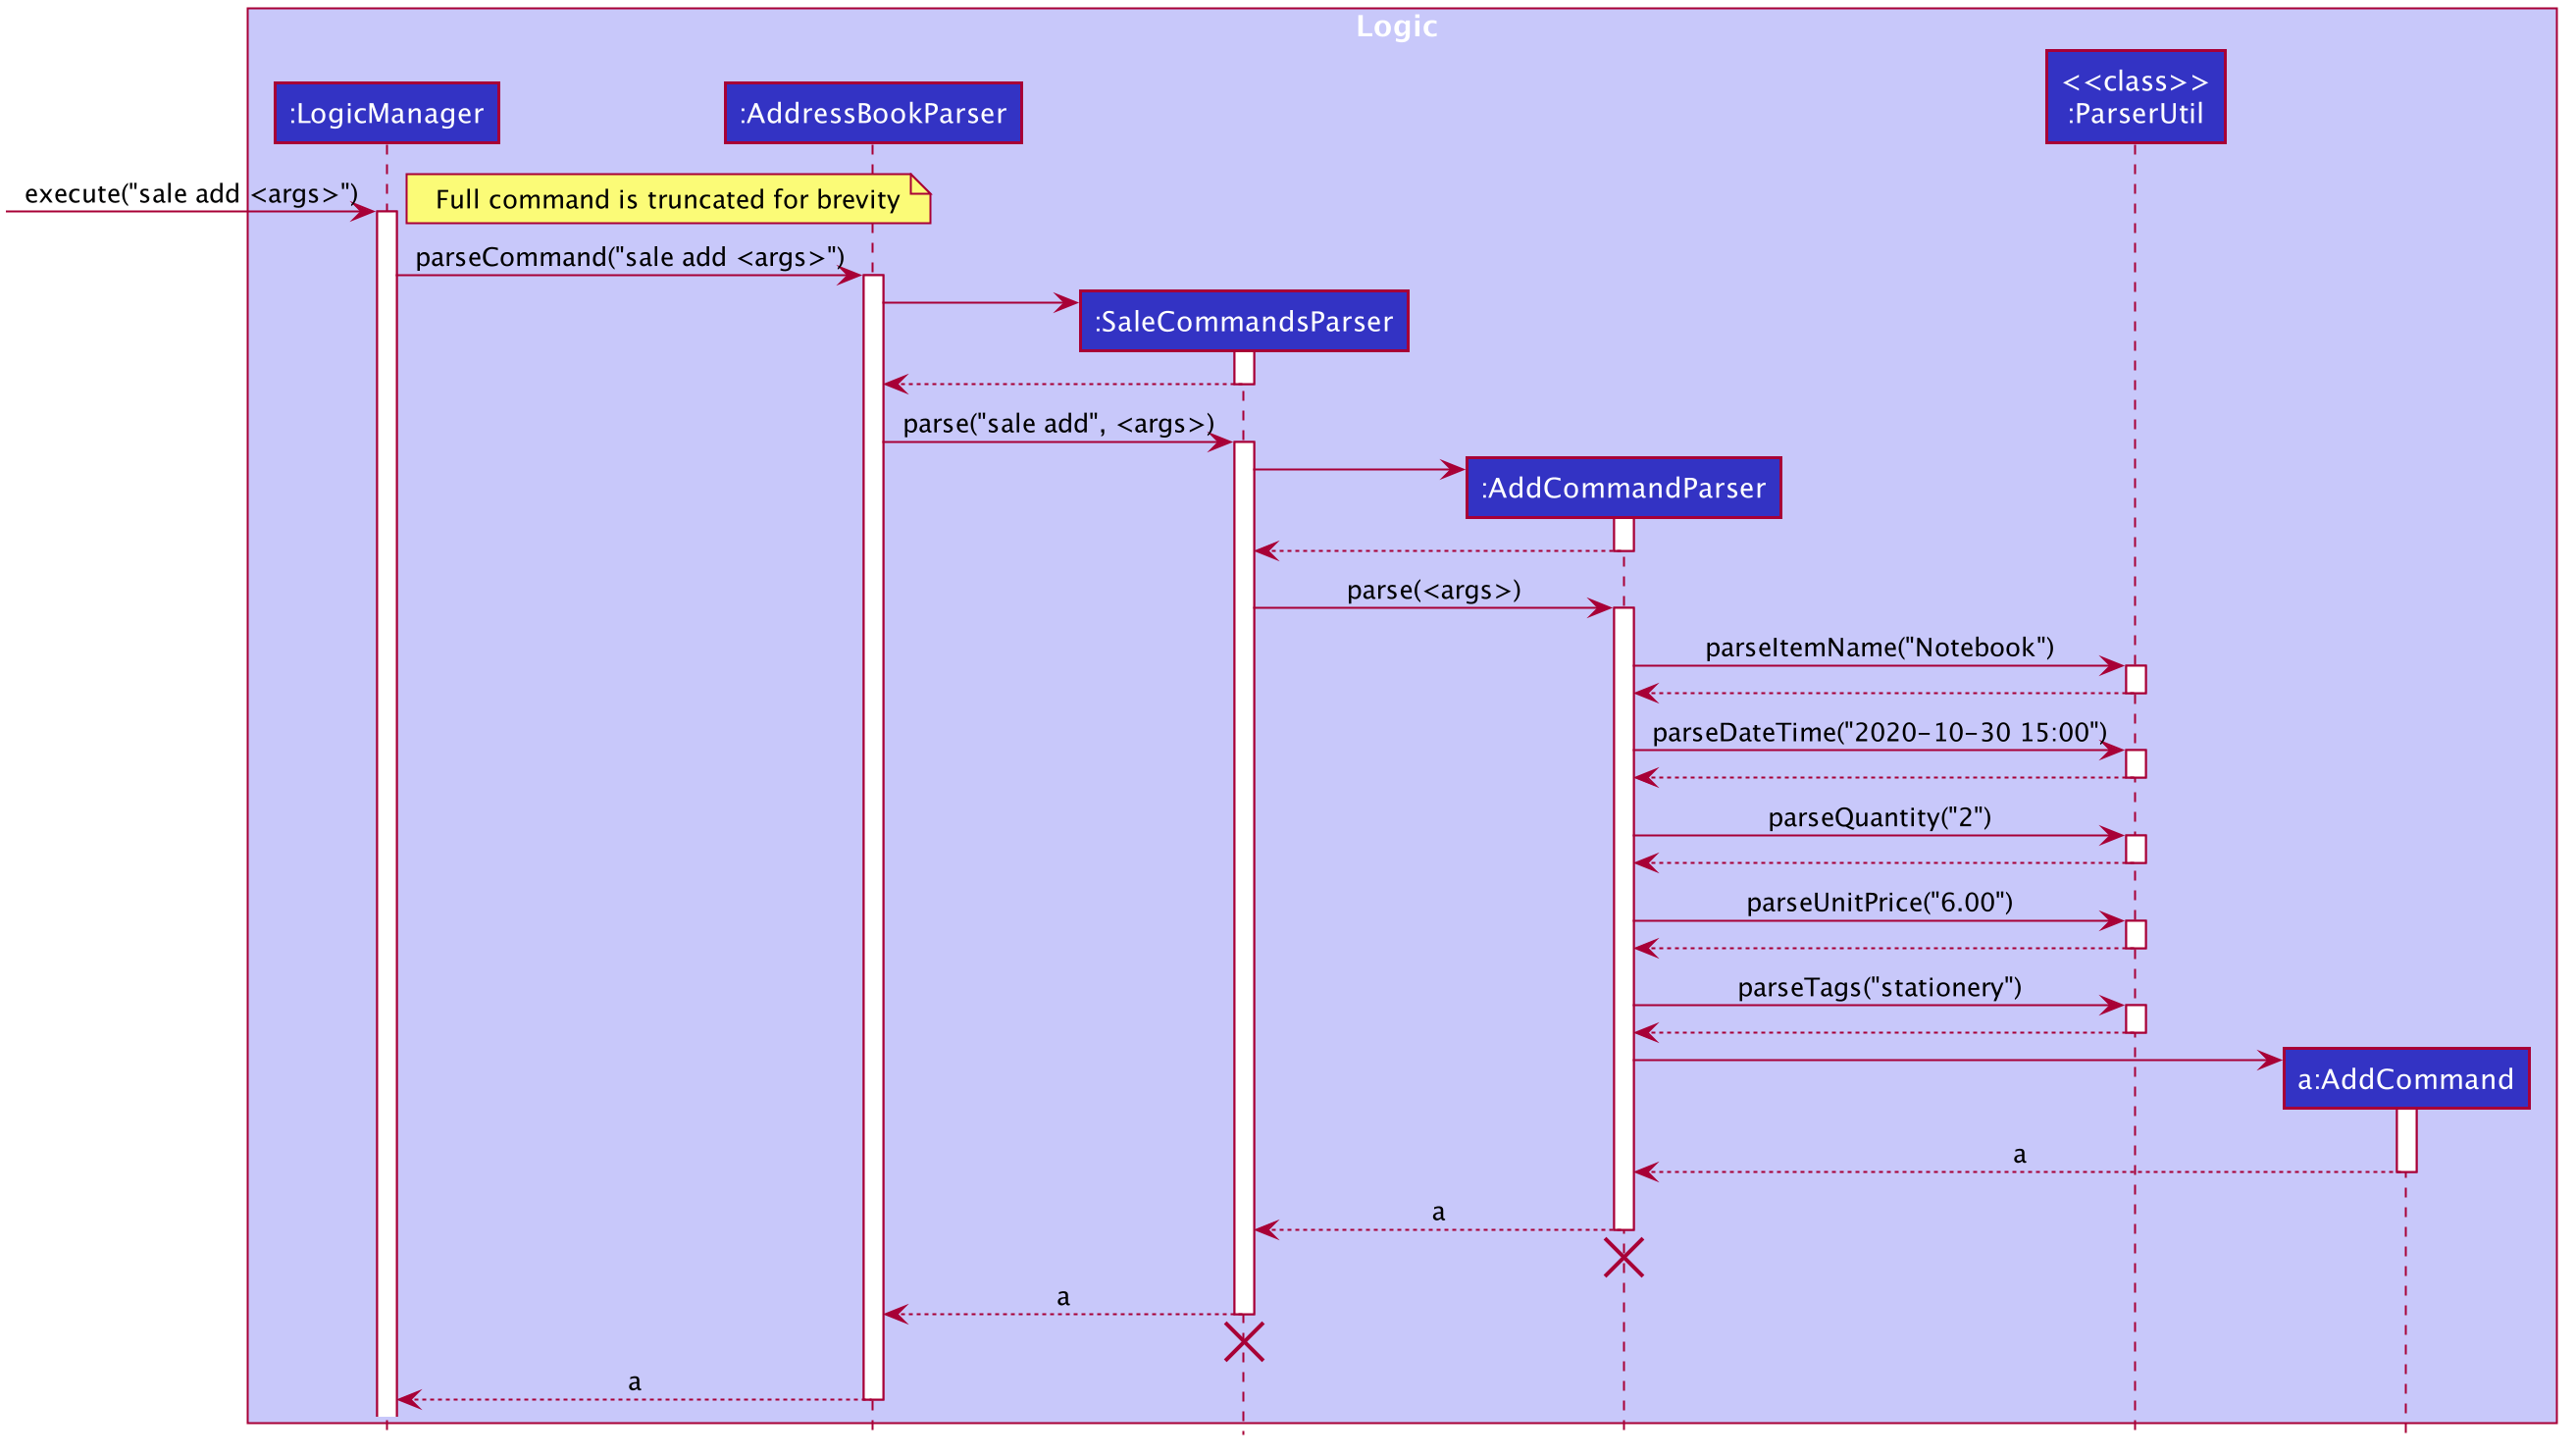 Logic
<<class>>
:LogicManager
:AddressBookParser
:ParserUtil
execute("sale add <args>")
Full command is truncated for brevity
parseCommand("sale add <args>")
:SaleCommandsParser
parse("sale add", <args>)
:AddCommandParser
parse(<args>)
parseItemName("Notebook")
parseDateTime("2020-10-30 15:00")
parseQuantity("2")
parseUnitPrice("6.00")
parseTags("stationery")
a:AddCommand
a
a
a
a